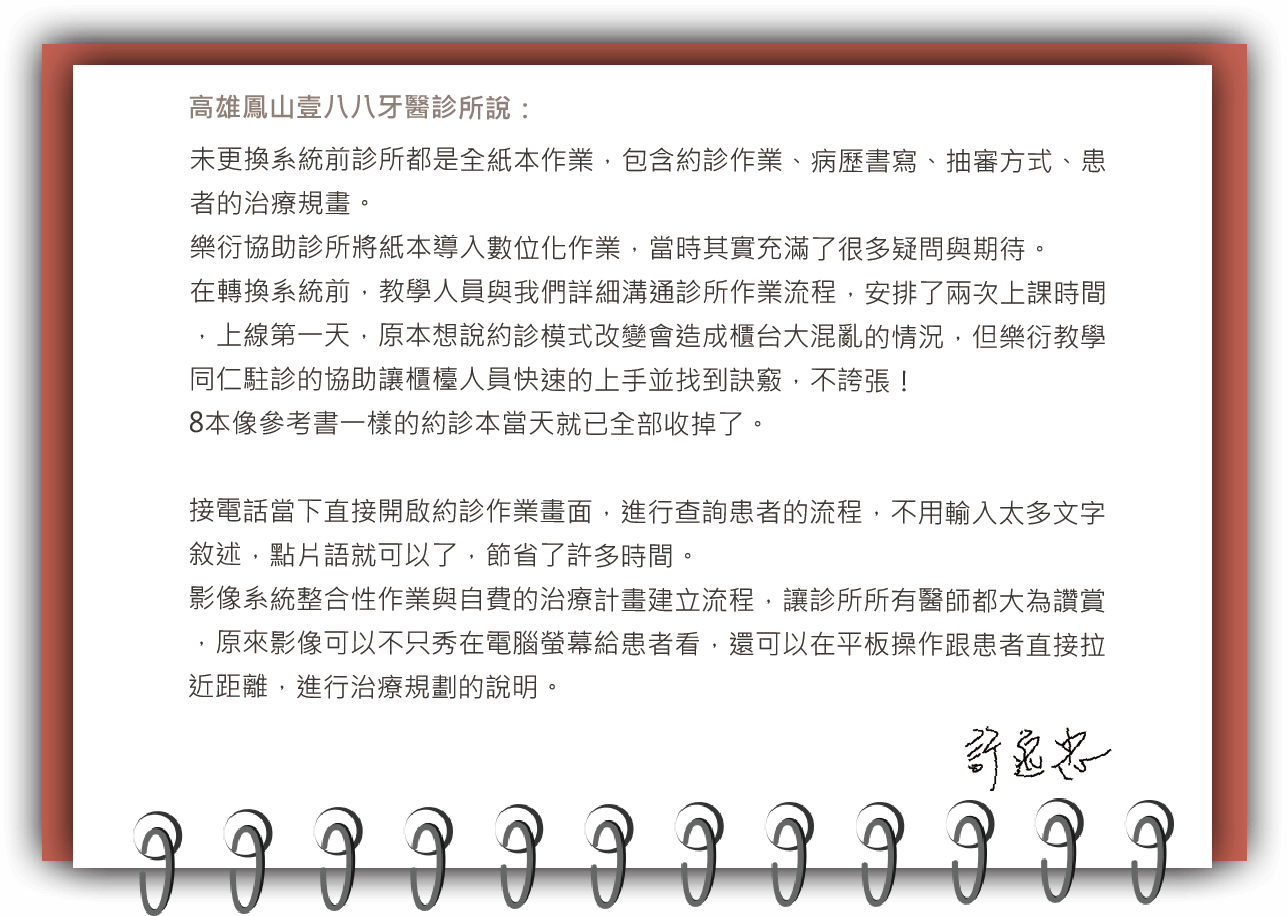 高雄鳳山壹八八牙醫診所說：
未更換系統前診所都是全紙本作業，包含約診作業、病歷書寫、抽審方式、患
者的治療規畫。
樂衍協助診所將紙本導入數位化作業，當時其實充滿了很多疑問與期待。
在轉換系統前，教學人員與我們詳細溝通診所作業流程，安排了兩次上課時間
，上線第一天，原本想說約診模式改變會造成櫃台大混亂的情況，但樂衍教學
同仁駐診的協助讓櫃檯人員快速的上手並找到訣竅，不誇張！
8本像參考書一樣的約診本當天就已全部收掉了。
接電話當下直接開啟約診作業畫面，進行查詢患者的流程，不用輸入太多文字
敘述，點片語就可以了，節省了許多時間。
影像系統整合性作業與自費的治療計畫建立流程，讓診所所有醫師都大為讚賞
，原來影像可以不只秀在電腦螢幕給患者看，還可以在平板操作跟患者直接拉
近距離，進行治療規劃的說明。